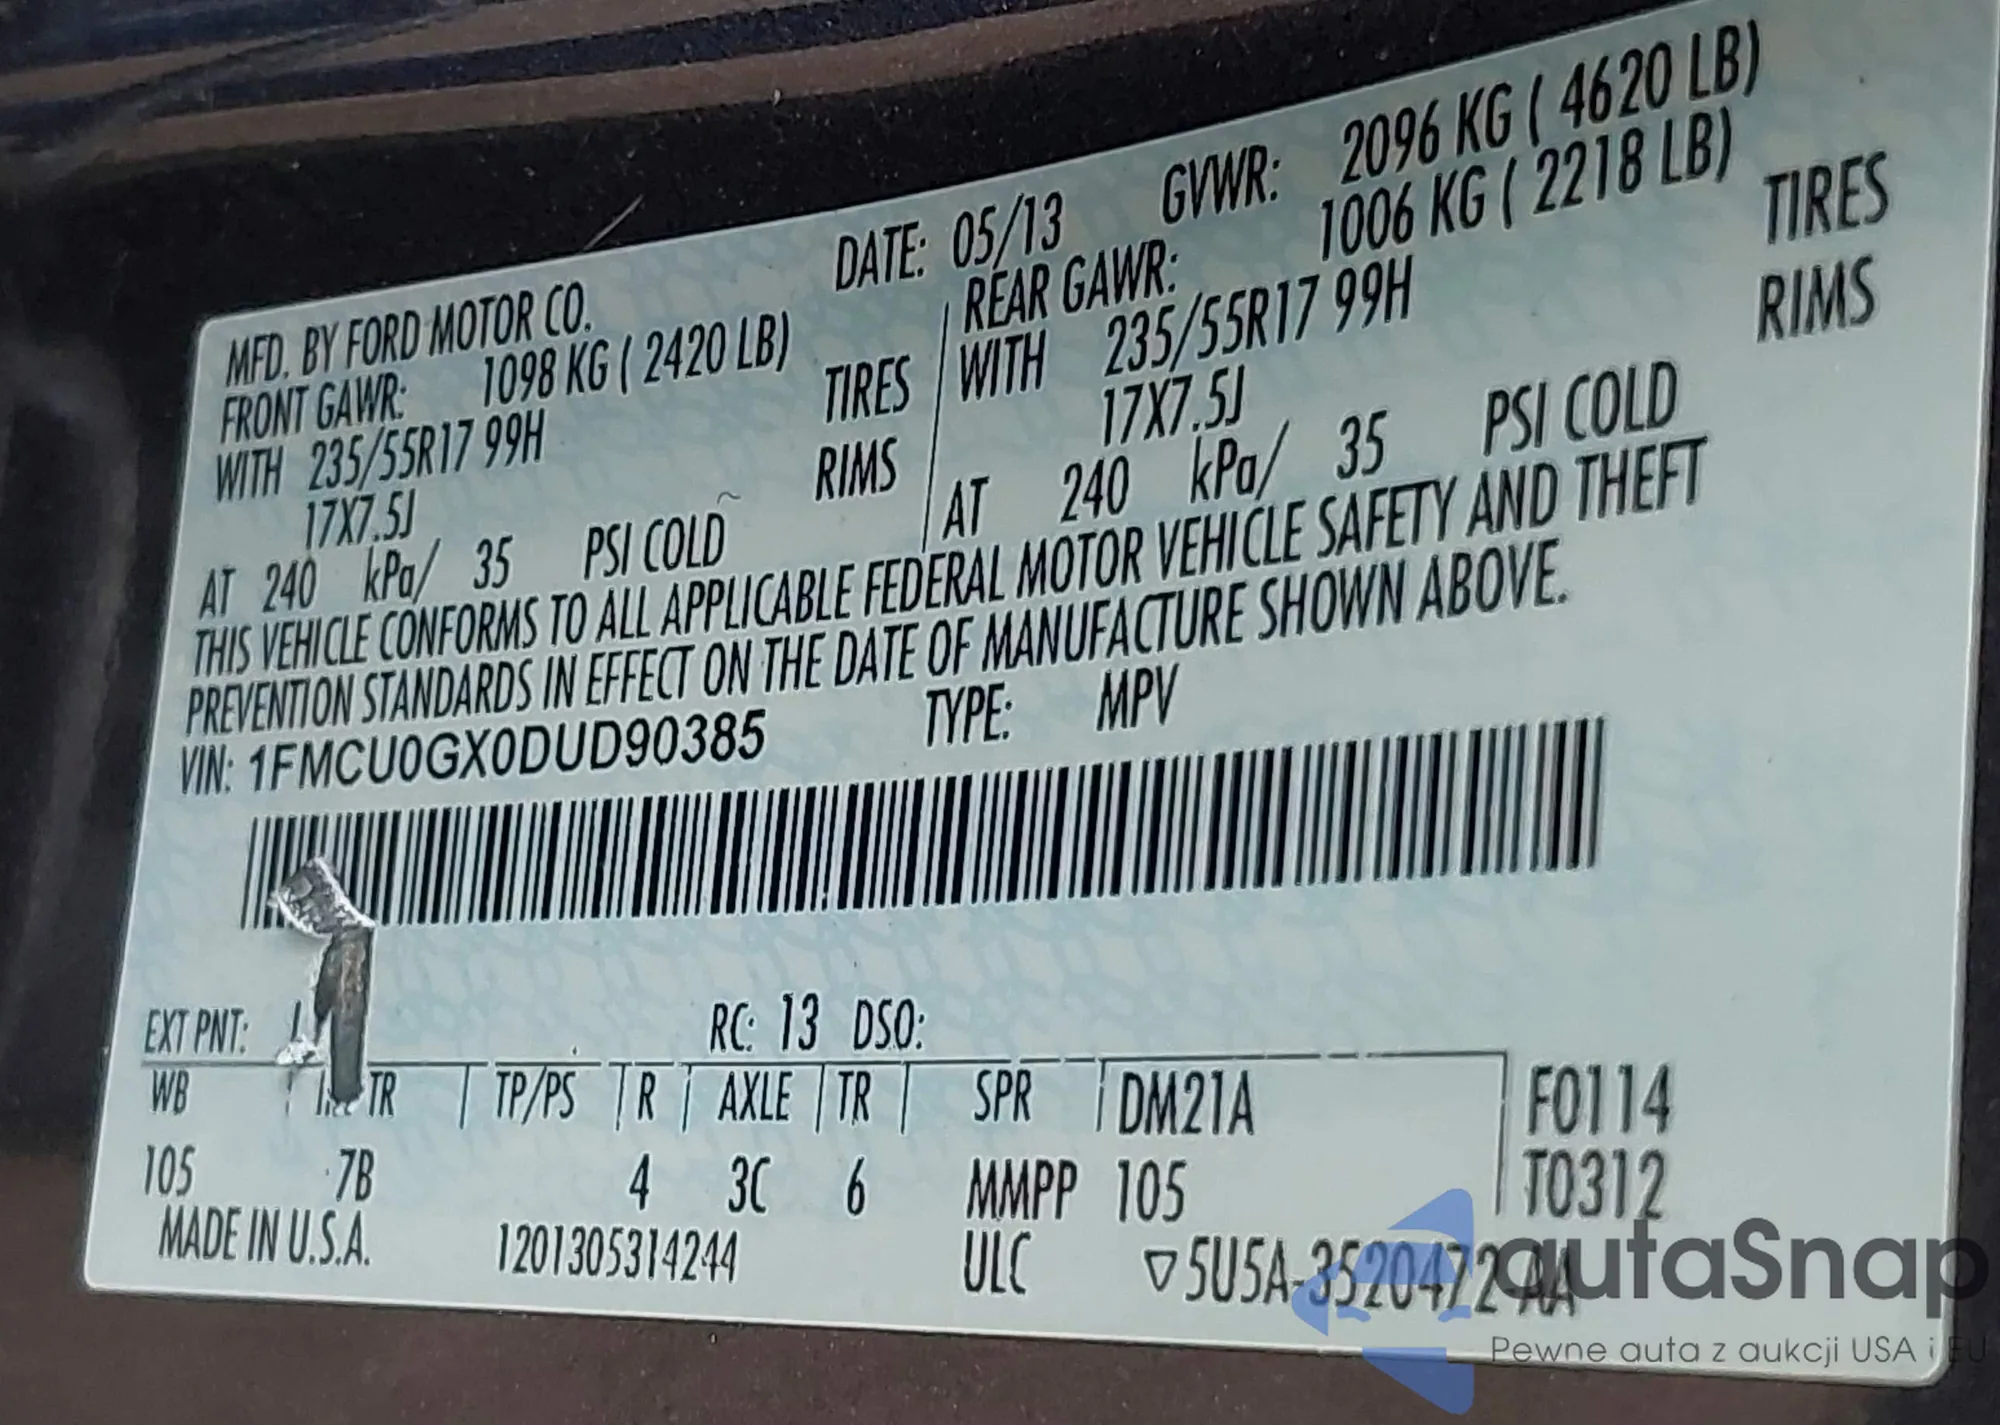 MFD. BY FORD MOTOR CO.
DATE: 05/13 GVWR: 2096 KG ( 4620 LB)
FRONT GAWR: 1098 KG ( 2420 LB)
REAR GAWR: 1006 KG ( 2218 LB)
WITH 235/55R17 99H TIRES
WITH 235/55R17 99H TIRES
17X7.5J RIMS
17X7.5J RIMS
AT 240 kPa/ 35 PSI COLD
AT 240 kPa/ 35 PSI COLD
THIS VEHICLE CONFORMS TO ALL APPLICABLE FEDERAL MOTOR VEHICLE SAFETY AND THEFT
PREVENTION STANDARDS IN EFFECT ON THE DATE OF MANUFACTURE SHOWN ABOVE.
VIN: 1FMCU0GX0DUD90385 TYPE: MPV
EXT PNT: RC: 13 DSO:
WB TR TP/PS R AXLE TR SPR DM21A F0114
105 7B 4 3C 6 MMPP 105 T0312
MADE IN U.S.A. 1201305314244 ULC ▽5U5A-3520472-AA
autaSnap
Pewne auta z aukcji USA i EU